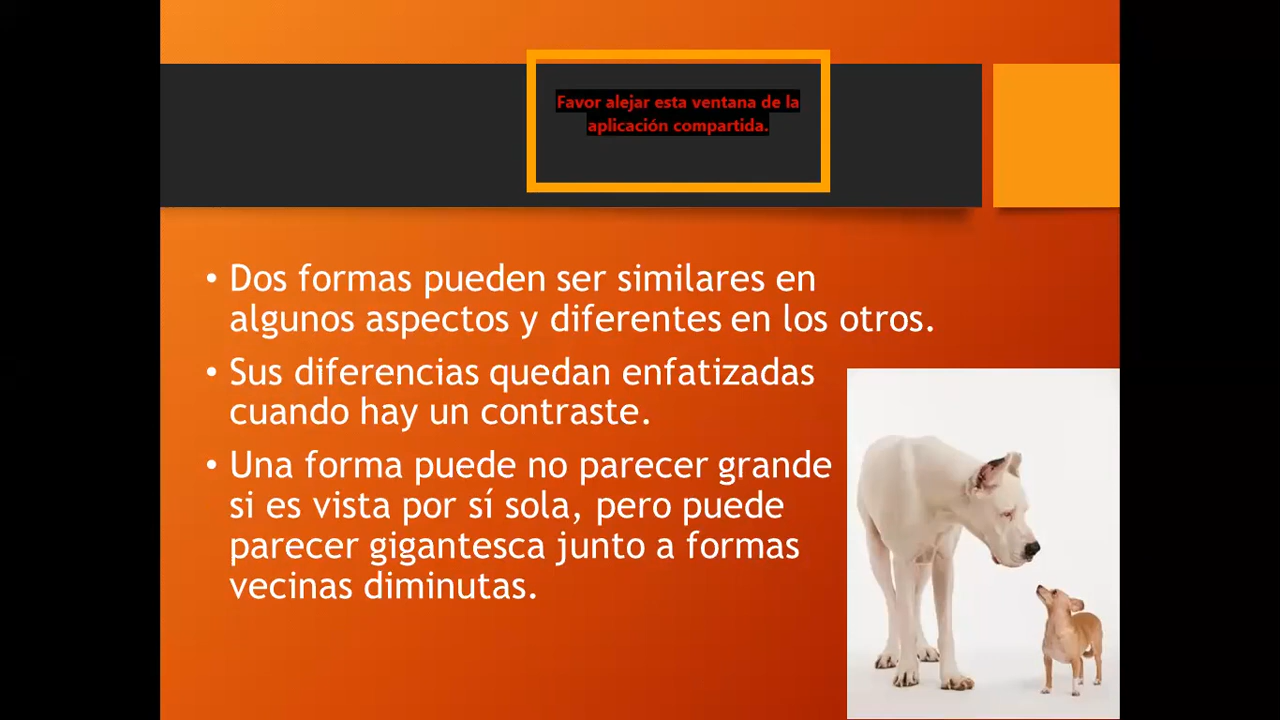 Favor alejar esta ventana de la
aplicación compartida.
• Dos formas pueden ser similares en
algunos aspectos y diferentes en los otros.
• Sus diferencias quedan enfatizadas
cuando hay un contraste.
• Una forma puede no parecer grande
si es vista por sí sola, pero puede
parecer gigantesca junto a formas
vecinas diminutas.